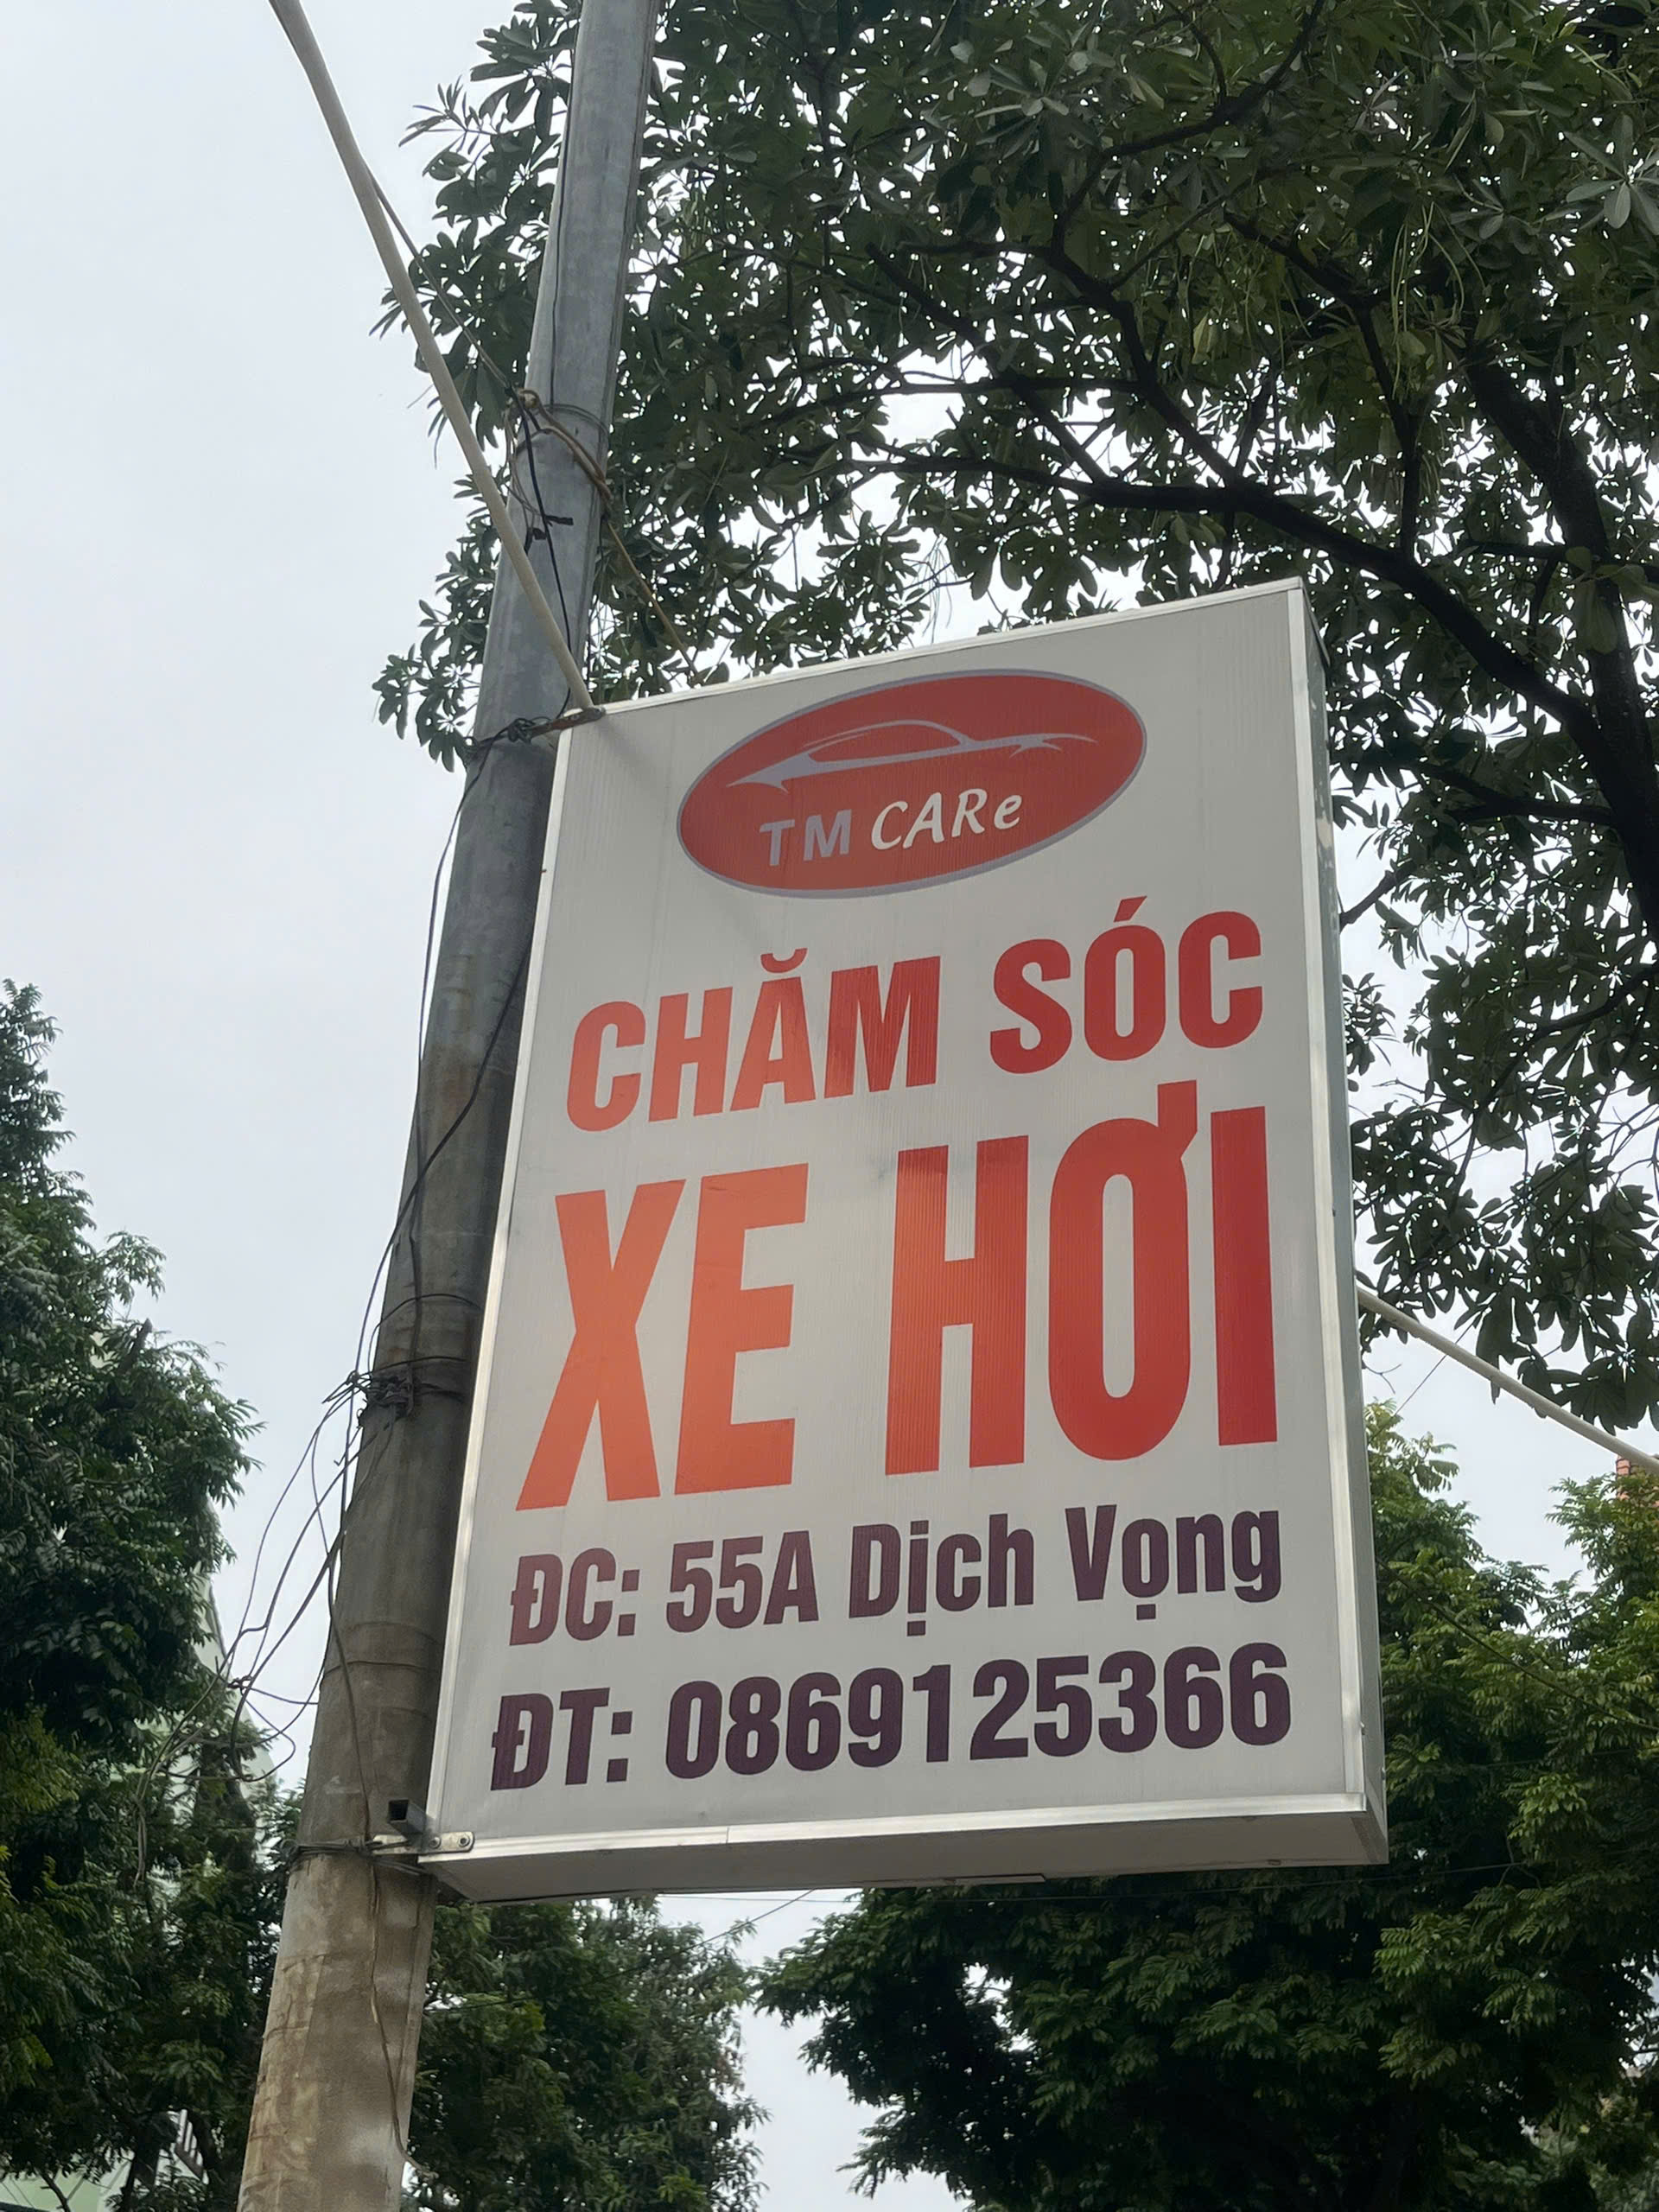 TM CARe
CHĂM SÓC
XE HƠI
ĐC: 55A Dịch Vọng
ĐT: 0869125366